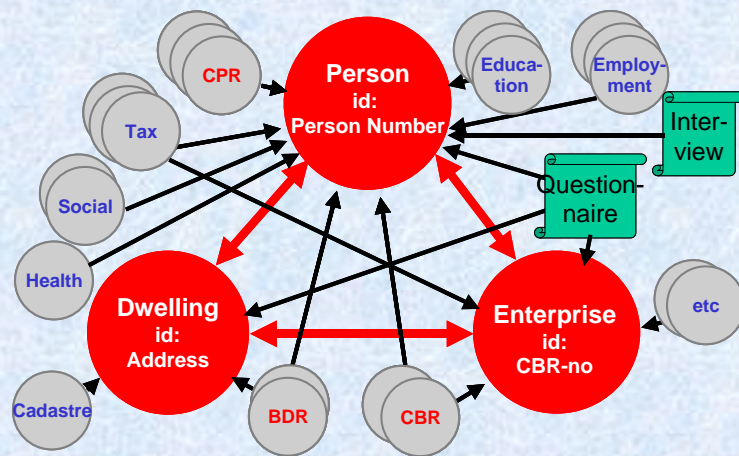 CPR
Person
id:
Person Number
Educa-
tion
Employ-
ment
Inter-
view
Tax
Question-
naire
Social
Health
Dwelling
id:
Address
Enterprise
id:
CBR-no
etc
Cadastre
BDR
CBR